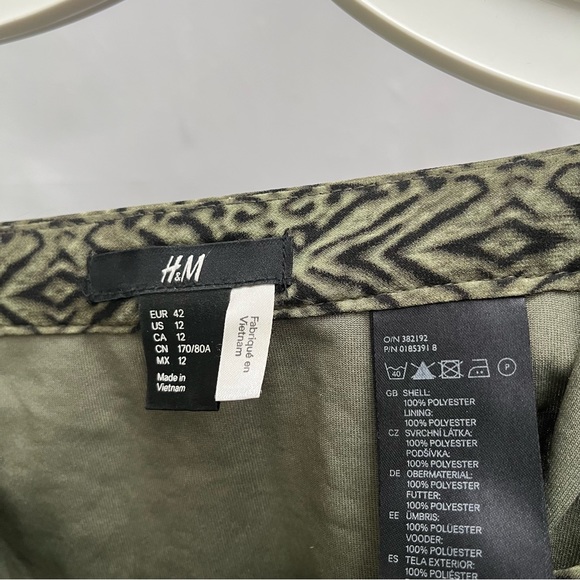 H&M
EUR 42
US 12
CA 12
CN 170/80A
MX 12
Made in
Vietnam
Fabriqué en
Vietnam
O/N 382192
P/N 0185391 8
40
P
GB SHELL:
100% POLYESTER
LINING:
100% POLYESTER
CZ SVRCHNÍ LÁTKA:
100% POLYESTER
PODŠÍVKA:
100% POLYESTER
DE OBERMATERIAL:
100% POLYESTER
FUTTER:
100% POLYESTER
EE ÜMBRIS:
100% POLÜESTER
VOODER:
100% POLÜESTER
ES TELA EXTERIOR:
100% POLIÉSTER